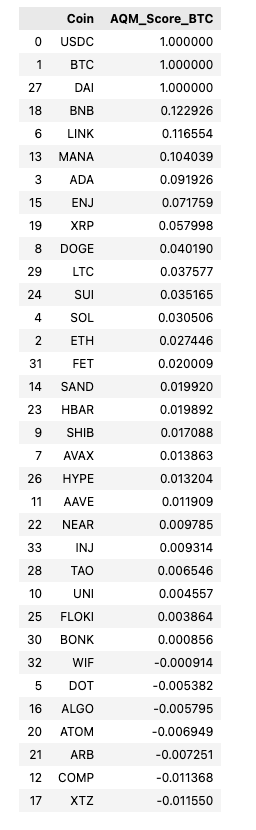 Coin AQM_Score_BTC
0 USDC 1.000000
1 BTC 1.000000
27 DAI 1.000000
18 BNB 0.122926
6 LINK 0.116554
13 MANA 0.104039
3 ADA 0.091926
15 ENJ 0.071759
19 XRP 0.057998
8 DOGE 0.040190
29 LTC 0.037577
24 SUI 0.035165
4 SOL 0.030506
2 ETH 0.027446
31 FET 0.020009
14 SAND 0.019920
23 HBAR 0.019892
9 SHIB 0.017088
7 AVAX 0.013863
26 HYPE 0.013204
11 AAVE 0.011909
22 NEAR 0.009785
33 INJ 0.009314
28 TAO 0.006546
10 UNI 0.004557
25 FLOKI 0.003864
30 BONK 0.000856
32 WIF -0.000914
5 DOT -0.005382
16 ALGO -0.005795
20 ATOM -0.006949
21 ARB -0.007251
12 COMP -0.011368
17 XTZ -0.011550